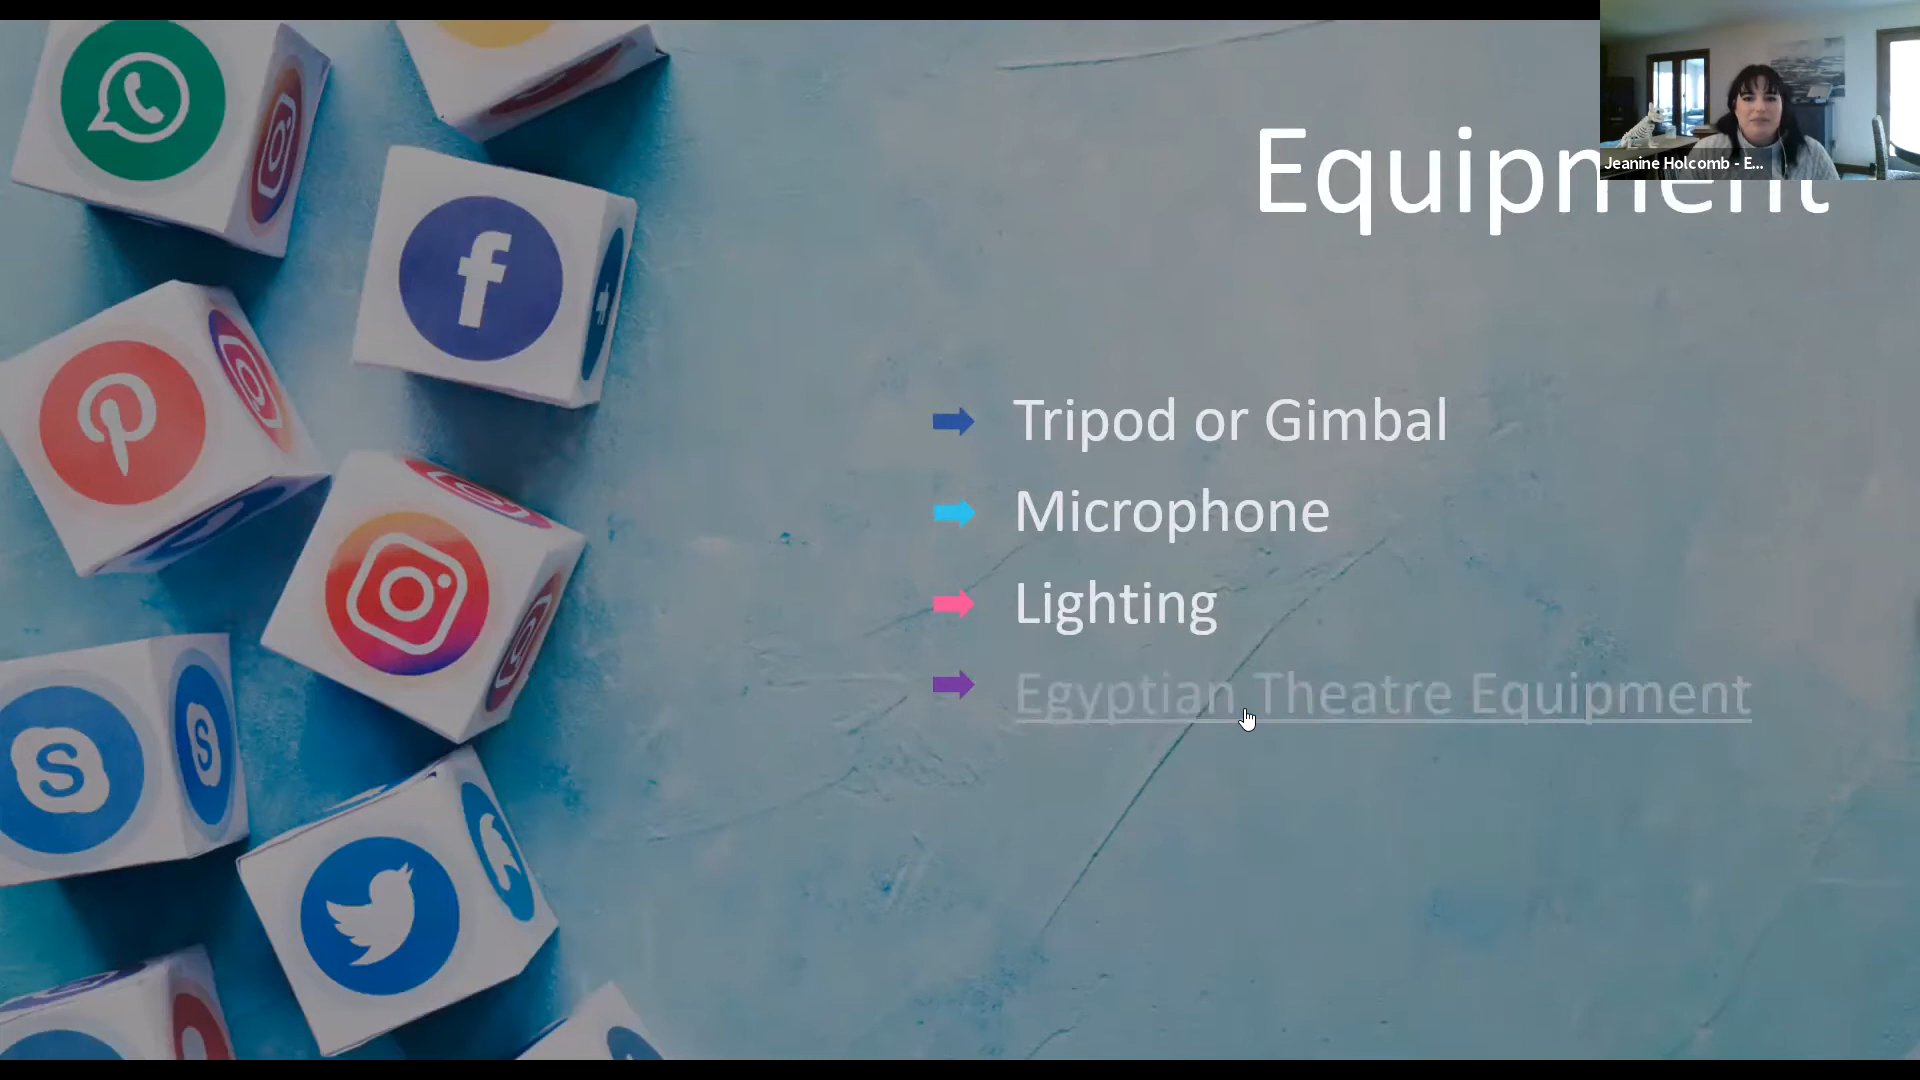 Equipment
Jeanine Holcomb - E...
Tripod or Gimbal
Microphone
Lighting
Egyptian Theatre Equipment